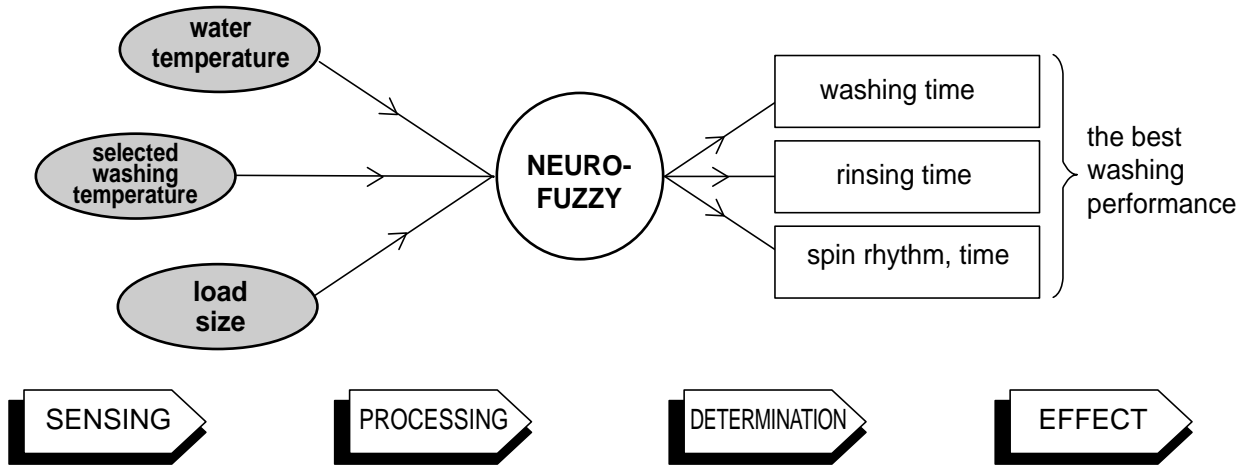 water
temperature
selected
washing
temperature
load
size
NEURO-
FUZZY
washing time
rinsing time
spin rhythm, time
the best
washing
performance
SENSING
PROCESSING
DETERMINATION
EFFECT